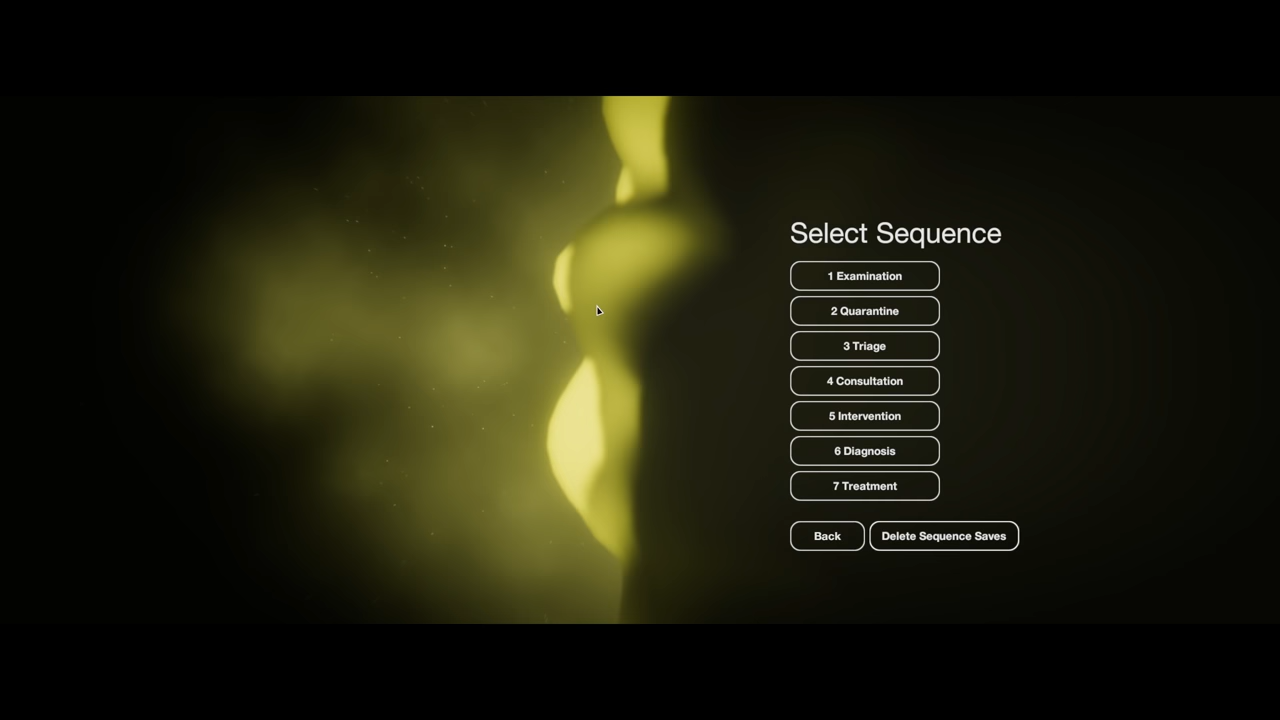 Select Sequence
1 Examination
2 Quarantine
3 Triage
4 Consultation
5 Intervention
6 Diagnosis
7 Treatment
Back
Delete Sequence Saves